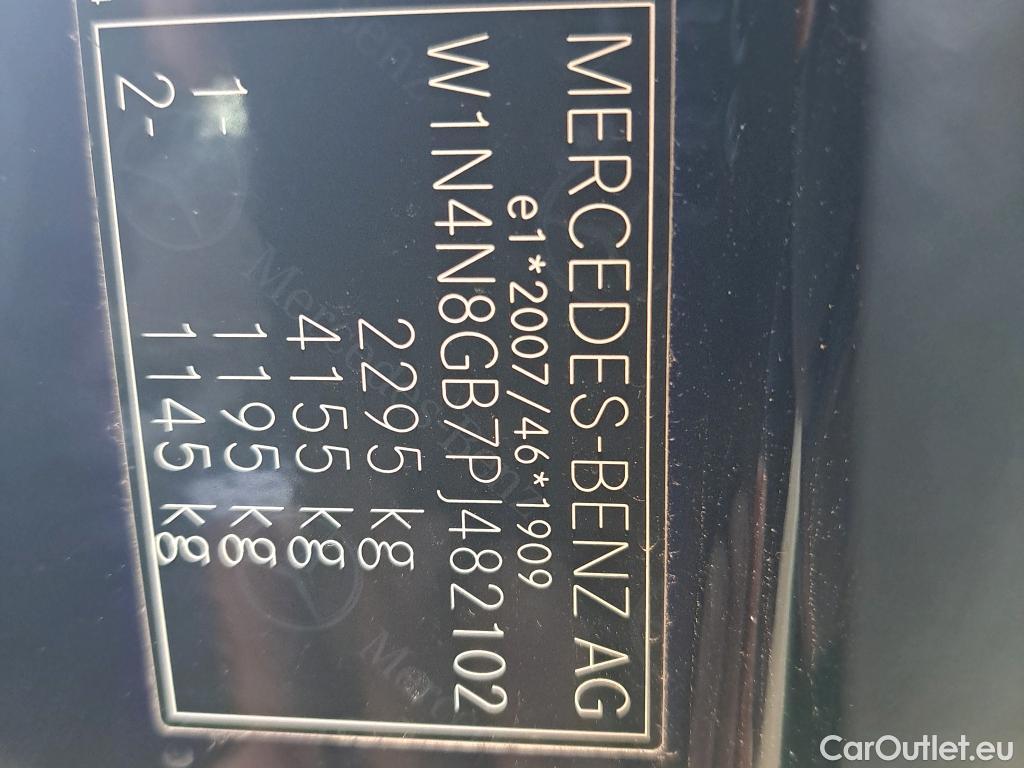 MERCEDES-BENZ AG
e1*2007/46*1909
W1N4N8GB7PJ482102
2295 kg
4155 kg
1- 1195 kg
2- 1145 kg
CarOutlet.eu